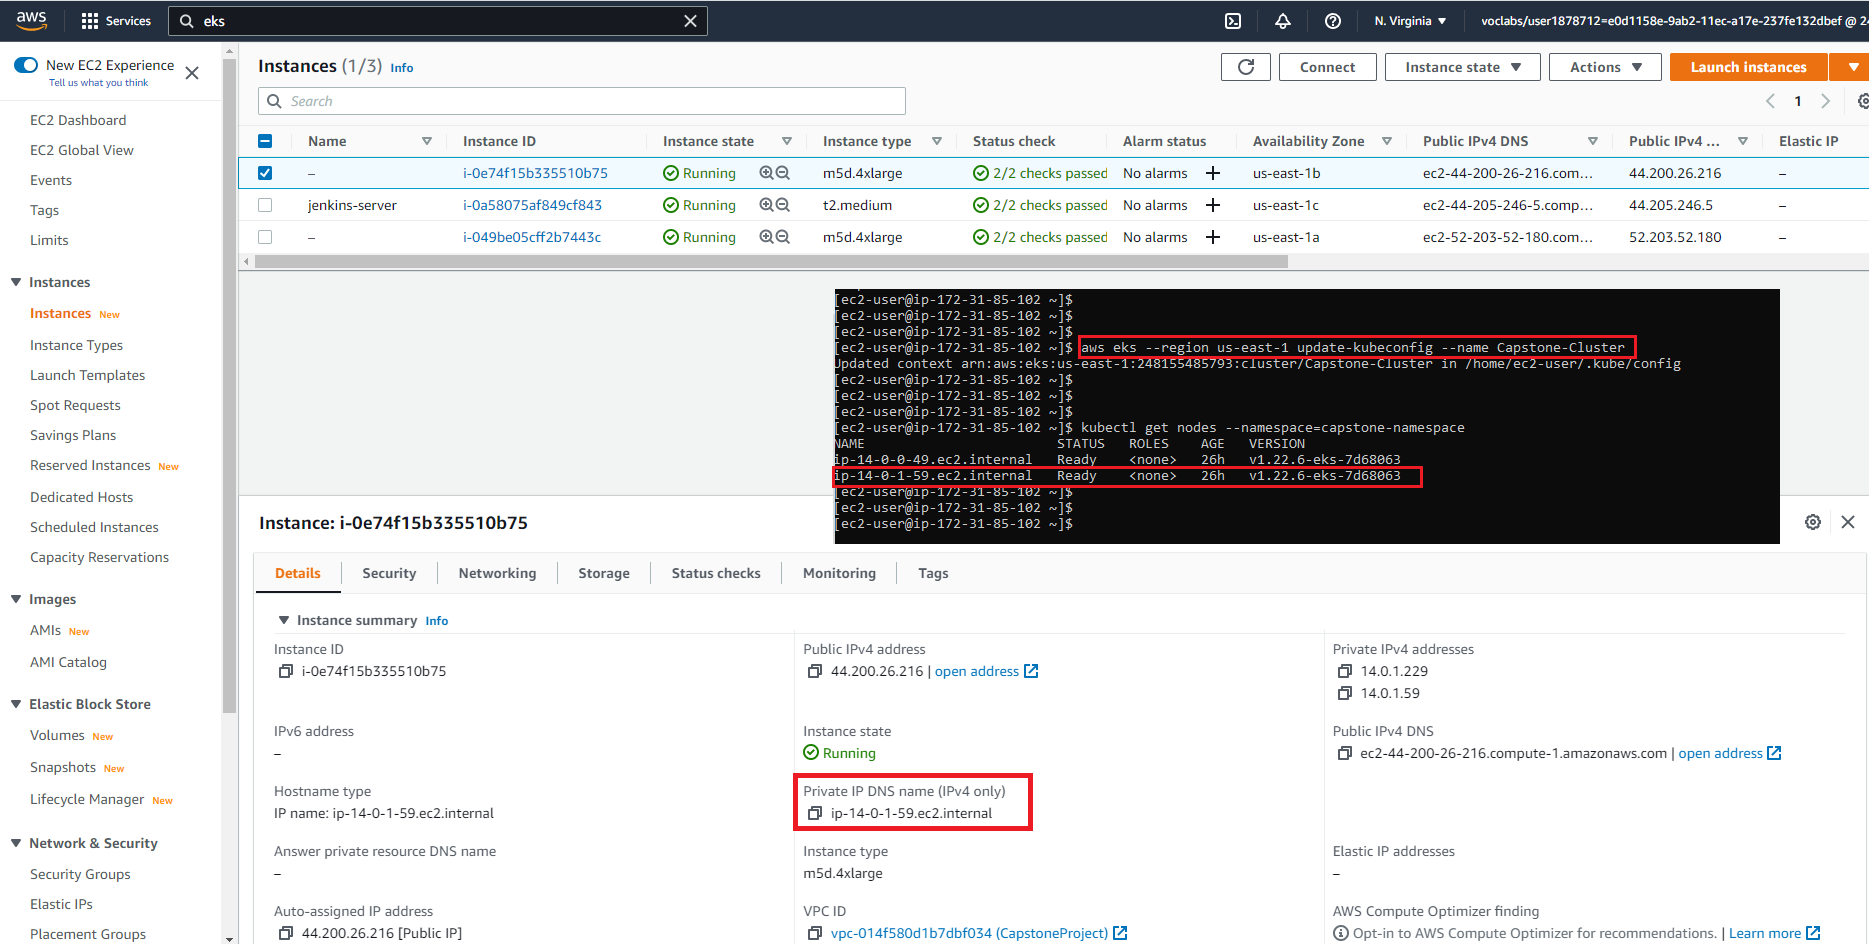 aws
Services
eks
N. Virginia
voclabs/user1878712=e0d1158e-9ab2-11ec-a17e-237fe132dbef @ 24
New EC2 Experience
Tell us what you think
EC2 Dashboard
EC2 Global View
Events
Tags
Limits
Instances
Instances New
Instance Types
Launch Templates
Spot Requests
Savings Plans
Reserved Instances New
Dedicated Hosts
Scheduled Instances
Capacity Reservations
Images
AMIs New
AMI Catalog
Elastic Block Store
Volumes New
Snapshots New
Lifecycle Manager New
Network & Security
Security Groups
Elastic IPs
Placement Groups
Instances (1/3) Info
Connect
Instance state
Actions
Launch instances
Search
1
Name Instance ID Instance state Instance type Status check Alarm status Availability Zone Public IPv4 DNS Public IPv4 ... Elastic IP
– i-0e74f15b335510b75 Running m5d.4xlarge 2/2 checks passed No alarms + us-east-1b ec2-44-200-26-216.com... 44.200.26.216 –
jenkins-server i-0a58075af849cf843 Running t2.medium 2/2 checks passed No alarms + us-east-1c ec2-44-205-246-5.comp... 44.205.246.5 –
– i-049be05cff2b7443c Running m5d.4xlarge 2/2 checks passed No alarms + us-east-1a ec2-52-203-52-180.com... 52.203.52.180 –
[ec2-user@ip-172-31-85-102 ~]$
[ec2-user@ip-172-31-85-102 ~]$
[ec2-user@ip-172-31-85-102 ~]$
[ec2-user@ip-172-31-85-102 ~]$ aws eks --region us-east-1 update-kubeconfig --name Capstone-Cluster
Updated context arn:aws:eks:us-east-1:248155485793:cluster/Capstone-Cluster in /home/ec2-user/.kube/config
[ec2-user@ip-172-31-85-102 ~]$
[ec2-user@ip-172-31-85-102 ~]$
[ec2-user@ip-172-31-85-102 ~]$
[ec2-user@ip-172-31-85-102 ~]$ kubectl get nodes --namespace=capstone-namespace
NAME STATUS ROLES AGE VERSION
ip-14-0-0-49.ec2.internal Ready <none> 26h v1.22.6-eks-7d68063
ip-14-0-1-59.ec2.internal Ready <none> 26h v1.22.6-eks-7d68063
[ec2-user@ip-172-31-85-102 ~]$
[ec2-user@ip-172-31-85-102 ~]$
[ec2-user@ip-172-31-85-102 ~]$
Instance: i-0e74f15b335510b75
Details Security Networking Storage Status checks Monitoring Tags
Instance summary Info
Instance ID
i-0e74f15b335510b75
Public IPv4 address
44.200.26.216 | open address
Private IPv4 addresses
14.0.1.229
14.0.1.59
IPv6 address
–
Instance state
Running
Public IPv4 DNS
ec2-44-200-26-216.compute-1.amazonaws.com | open address
Hostname type
IP name: ip-14-0-1-59.ec2.internal
Private IP DNS name (IPv4 only)
ip-14-0-1-59.ec2.internal
Answer private resource DNS name
–
Instance type
m5d.4xlarge
Elastic IP addresses
–
Auto-assigned IP address
44.200.26.216 [Public IP]
VPC ID
vpc-014f580d1b7dbf034 (CapstoneProject)
AWS Compute Optimizer finding
Opt-in to AWS Compute Optimizer for recommendations. | Learn more